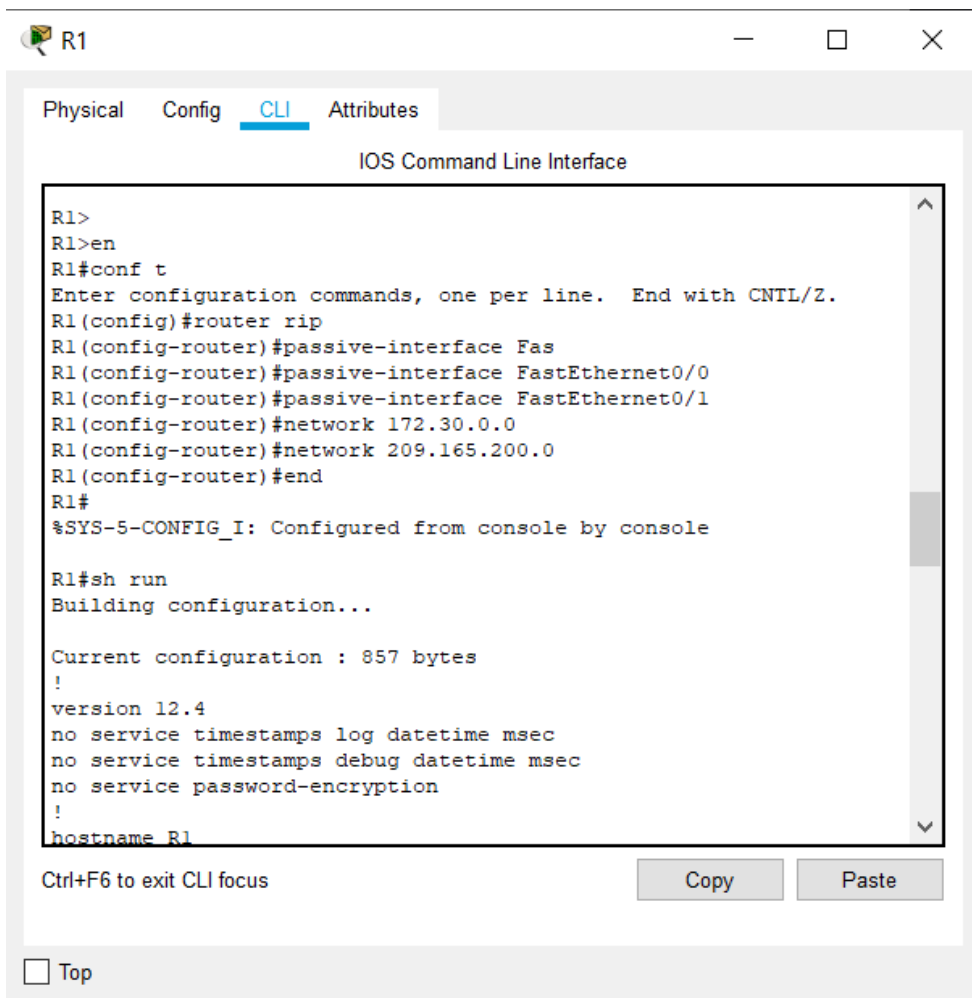 R1
Physical Config CLI Attributes
IOS Command Line Interface
R1>
R1>en
R1#conf t
Enter configuration commands, one per line.  End with CNTL/Z.
R1(config)#router rip
R1(config-router)#passive-interface Fas
R1(config-router)#passive-interface FastEthernet0/0
R1(config-router)#passive-interface FastEthernet0/1
R1(config-router)#network 172.30.0.0
R1(config-router)#network 209.165.200.0
R1(config-router)#end
R1#
%SYS-5-CONFIG_I: Configured from console by console
R1#sh run
Building configuration...
Current configuration : 857 bytes
!
version 12.4
no service timestamps log datetime msec
no service timestamps debug datetime msec
no service password-encryption
!
hostname R1
Ctrl+F6 to exit CLI focus
Copy Paste
Top